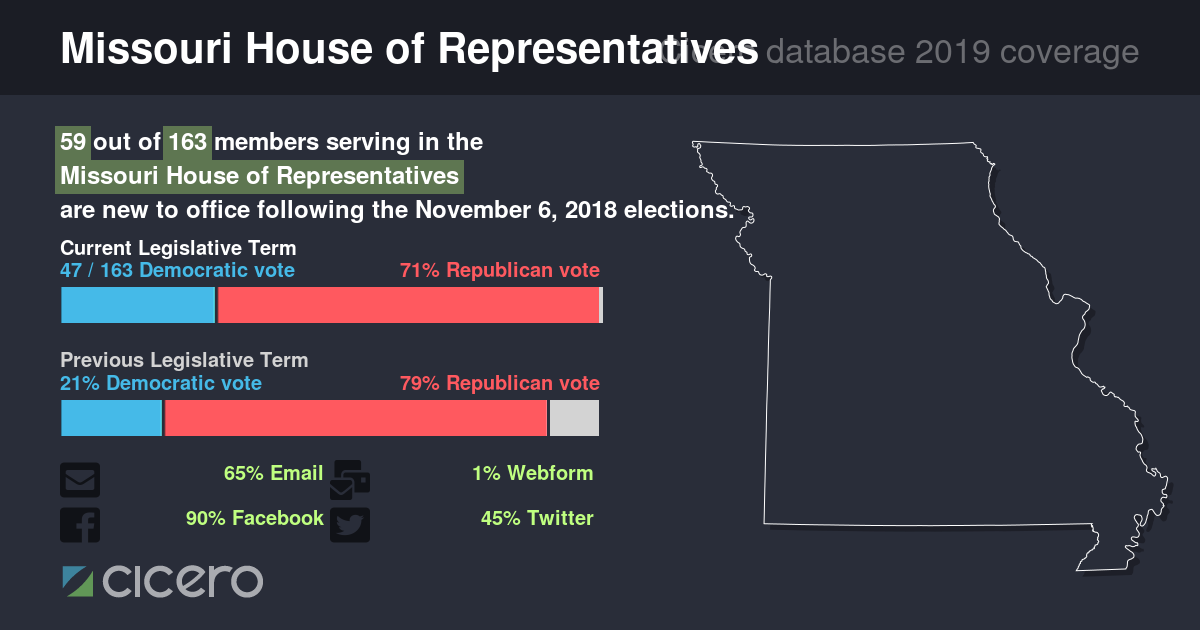 Missouri House of Representatives
database 2019 coverage
59 out of 163 members serving in the
Missouri House of Representatives
are new to office following the November 6, 2018 elections.
Current Legislative Term
47 / 163 Democratic vote 71% Republican vote
Previous Legislative Term
21% Democratic vote 79% Republican vote
65% Email 1% Webform
90% Facebook 45% Twitter
cicero